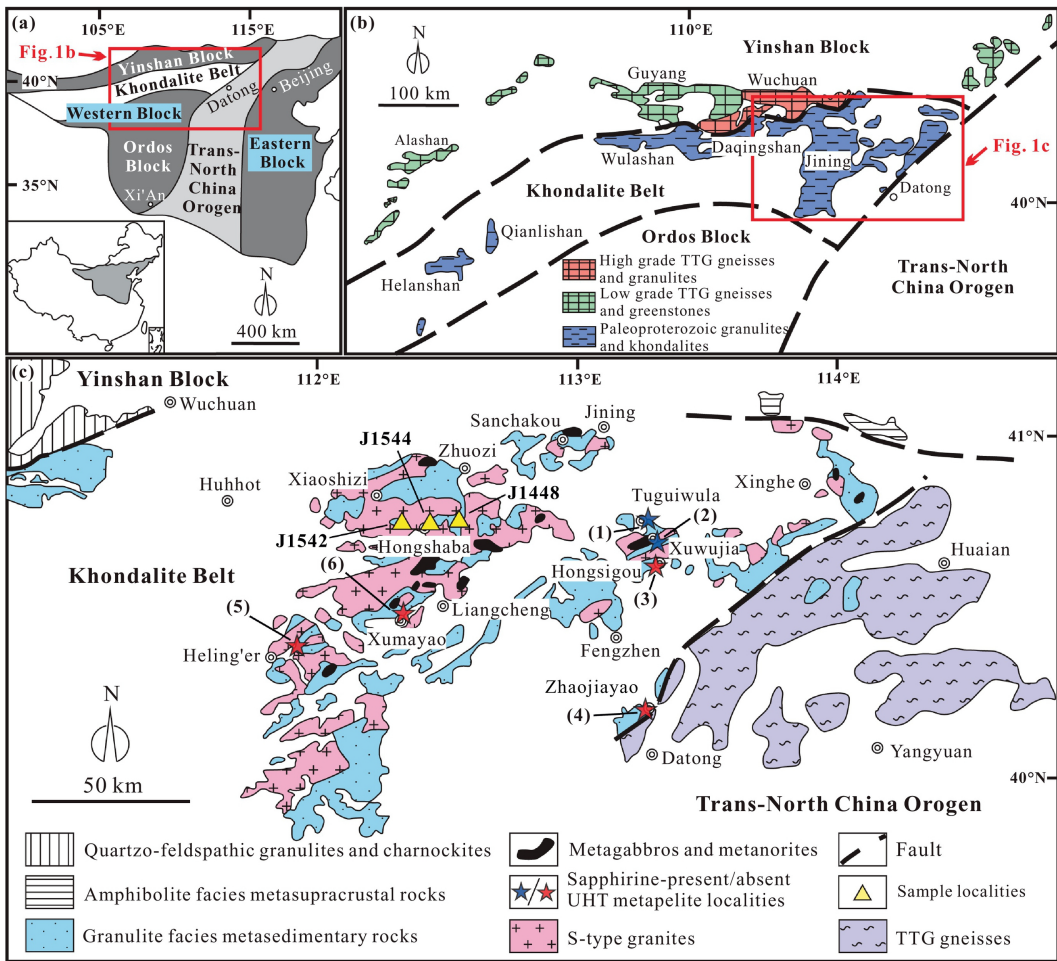 (a)
105°E
115°E
Fig.1b
40°N
35°N
Yinshan Block
Khondalite Belt
Beijing
Datong
Western Block
Eastern
Block
Ordos
Block
Trans-
North
China
Orogen
Xi'An
N
400 km
(b)
110°E
N
100 km
Yinshan Block
Guyang
Wuchuan
Alashan
Wulashan
Daqingshan
Jining
Fig. 1c
Datong
40°N
Khondalite Belt
Qianlishan
Helanshan
Ordos Block
Trans-North
China Orogen
High grade TTG gneisses
and granulites
Low grade TTG gneisses
and greenstones
Paleoproterozoic granulites
and khondalites
(c)
112°E
113°E
114°E
Yinshan Block
Wuchuan
Sanchakou
Jining
41°N
J1544
Zhuozi
Xiaoshizi
Huhhot
J1448
Tuguiwula
Xinghe
(2)
(1)
J1542
Hongshaba
Xuwujia
Huaian
Khondalite Belt
(6)
Hongsigou
(3)
Liangcheng
(5)
Xumayao
Heling'er
Fengzhen
Zhaojiayao
(4)
N
Datong
Yangyuan
50 km
40°N
Trans-North China Orogen
Quartzo-feldspathic granulites and charnockites
Metagabbros and metanorites
Fault
Amphibolite facies metasupracrustal rocks
/
Sapphirine-present/absent
UHT metapelite localities
Sample localities
Granulite facies metasedimentary rocks
S-type granites
TTG gneisses